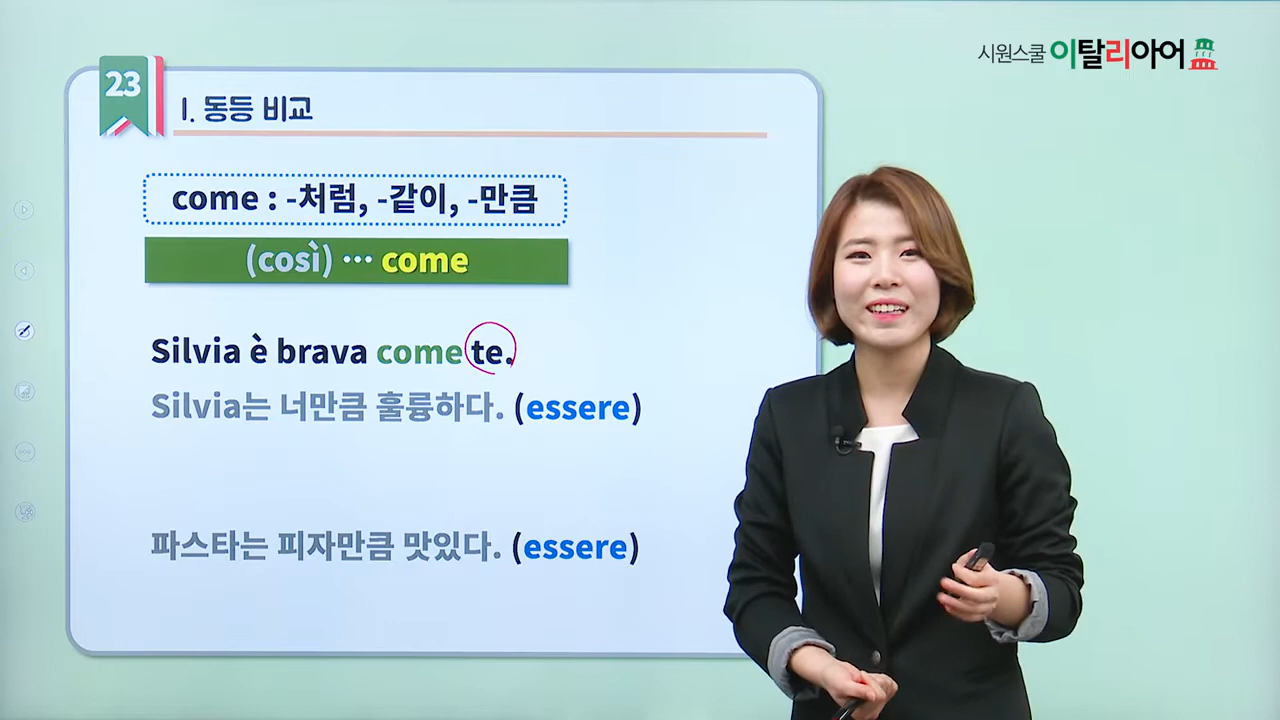 시원스쿨 이탈리아어
23
I. 동등 비교
come : -처럼, -같이, -만큼
(così) ··· come
Silvia è brava come te.
Silvia는 너만큼 훌륭하다. (essere)
파스타는 피자만큼 맛있다. (essere)